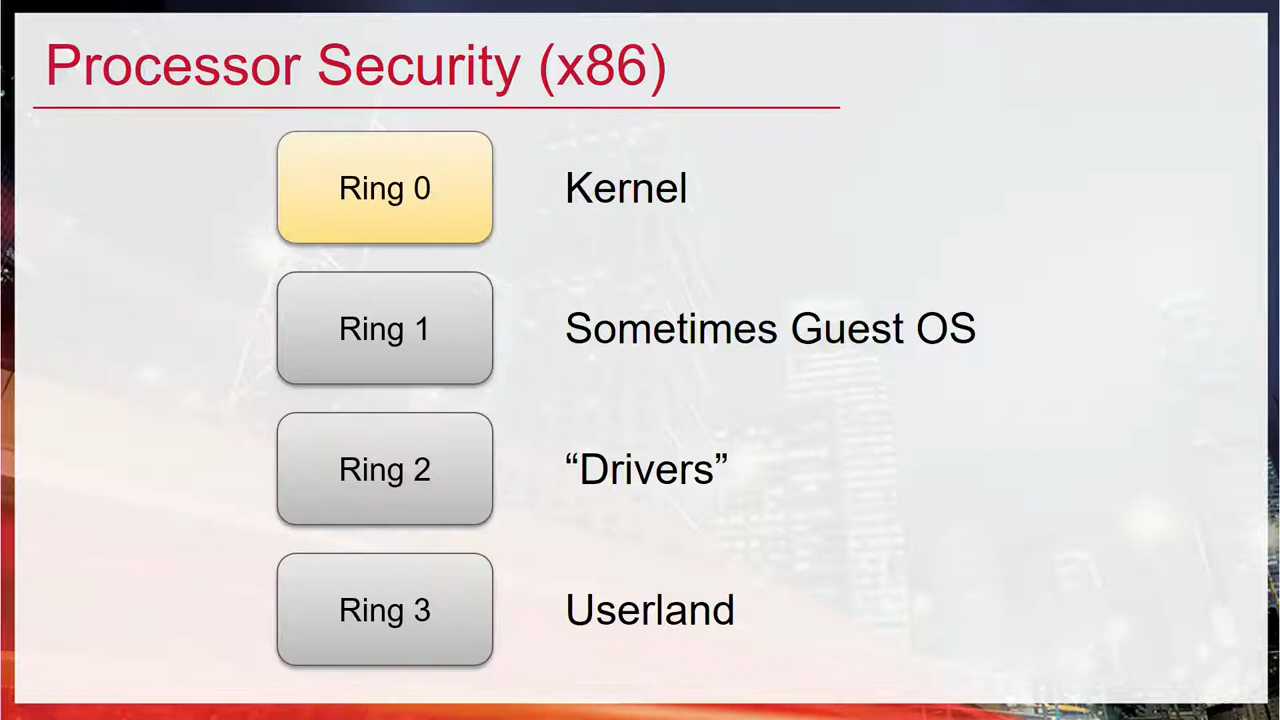 Processor Security (x86)
Ring 0 Kernel
Ring 1 Sometimes Guest OS
Ring 2 “Drivers”
Ring 3 Userland